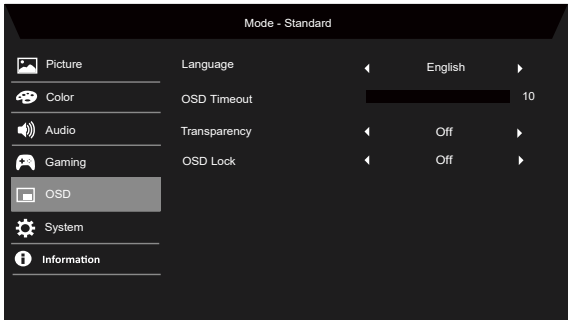 Mode - Standard
Picture
Color
Audio
Gaming
OSD
System
Information
Language English
OSD Timeout 10
Transparency Off
OSD Lock Off